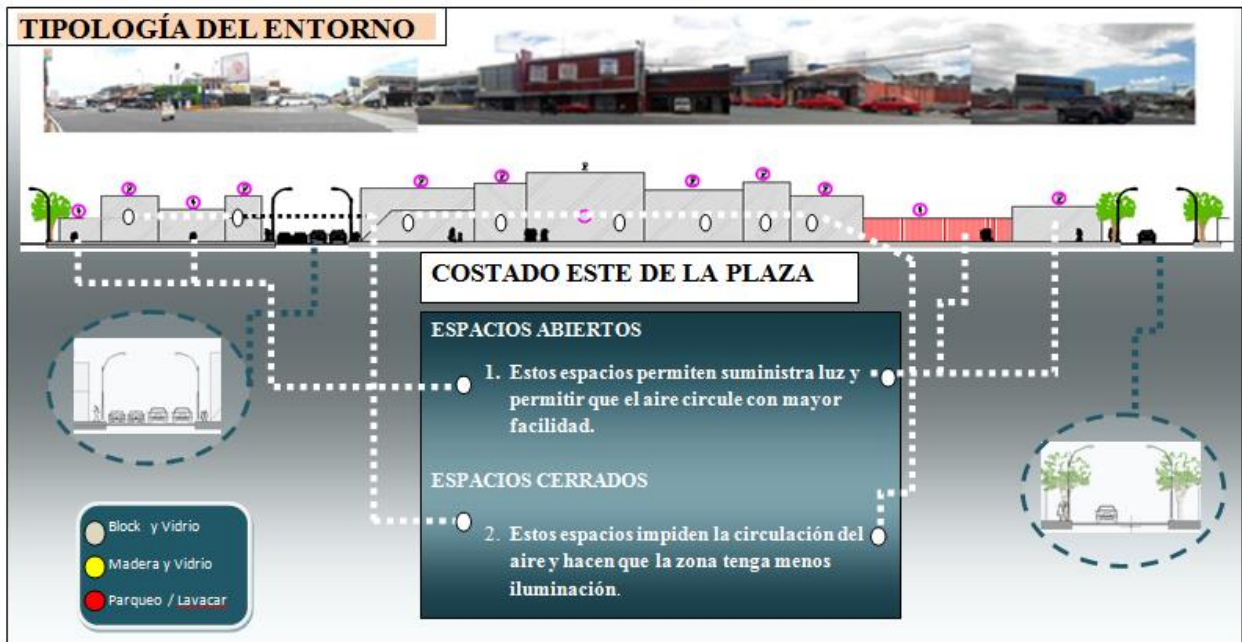 TIPOLOGÍA DEL ENTORNO
COSTADO ESTE DE LA PLAZA
ESPACIOS ABIERTOS
1. Estos espacios permiten suministra luz y
permitir que el aire circule con mayor
facilidad.
ESPACIOS CERRADOS
2. Estos espacios impiden la circulación del
aire y hacen que la zona tenga menos
iluminación.
Block y Vidrio
Madera y Vidrio
Parqueo / Lavacar